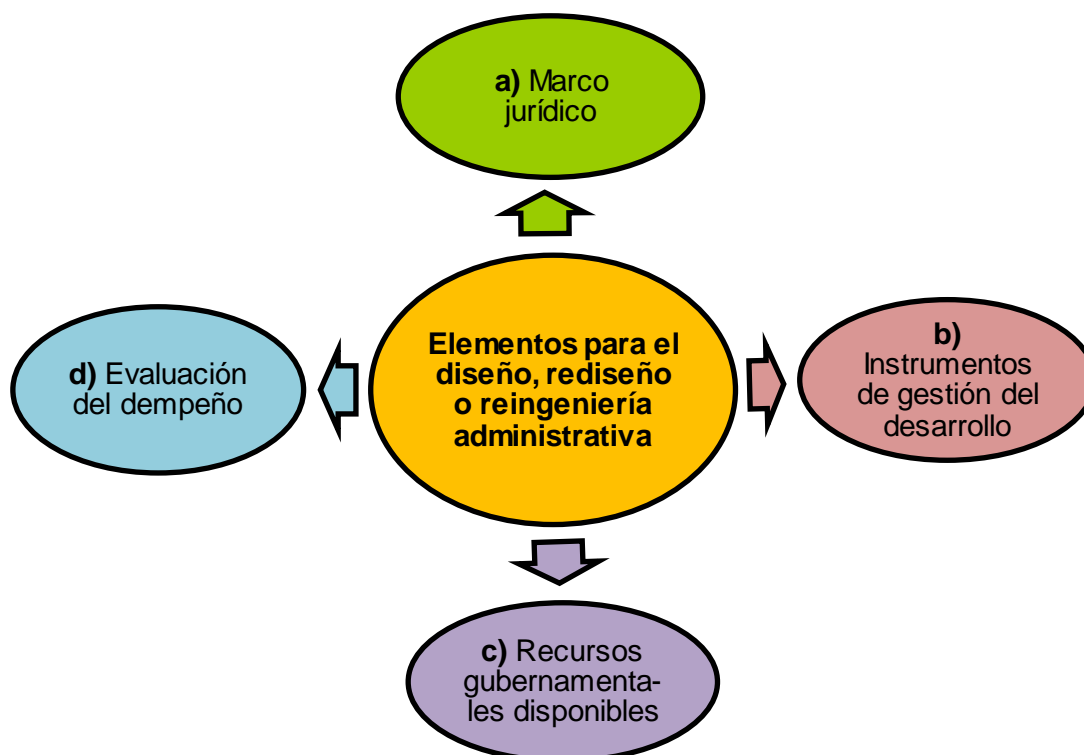 a) Marco
jurídico
Elementos para el
diseño, rediseño
o reingeniería
administrativa
b)
Instrumentos
de gestión del
desarrollo
c) Recursos
gubernamenta-
les disponibles
d) Evaluación
del dempeño